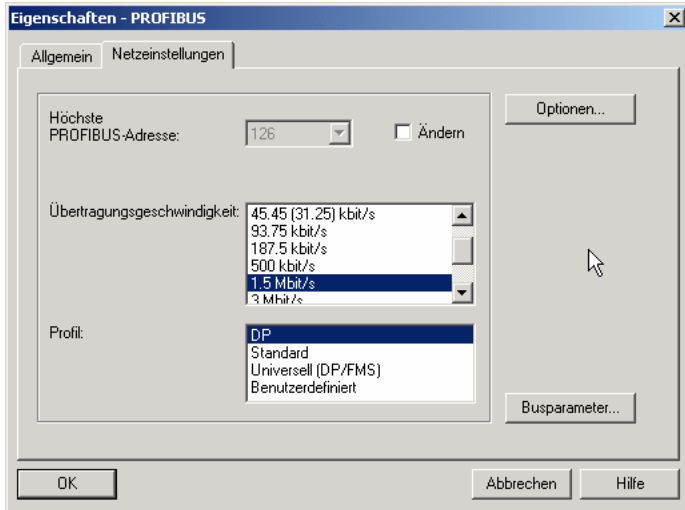 Eigenschaften - PROFIBUS
Allgemein
Netzeinstellungen
Höchste
PROFIBUS-Adresse:
126
Ändern
Optionen...
Übertragungsgeschwindigkeit:
45.45 (31.25) kbit/s
93.75 kbit/s
187.5 kbit/s
500 kbit/s
1.5 Mbit/s
3 Mbit/s
Profil:
DP
Standard
Universell (DP/FMS)
Benutzerdefiniert
Busparameter...
OK
Abbrechen
Hilfe